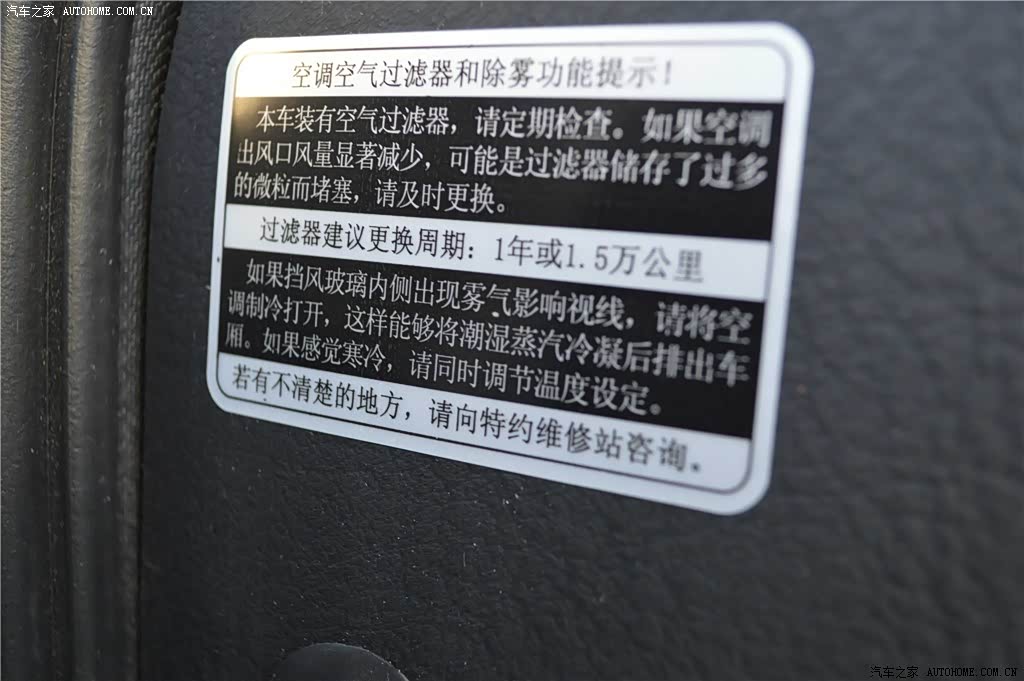 汽车之家 AUTOHOME.COM.CN
空调空气过滤器和除雾功能提示!
本车装有空气过滤器，请定期检查。如果空调
出风口风量显著减少，可能是过滤器储存了过多
的微粒而堵塞，请及时更换。
过滤器建议更换周期：1年或1.5万公里
如果挡风玻璃内侧出现雾气影响视线，请将空
调制冷打开，这样能够将潮湿蒸汽冷凝后排出车
厢。如果感觉寒冷，请同时调节温度设定。
若有不清楚的地方，请向特约维修站咨询。
汽车之家 AUTOHOME.COM.CN